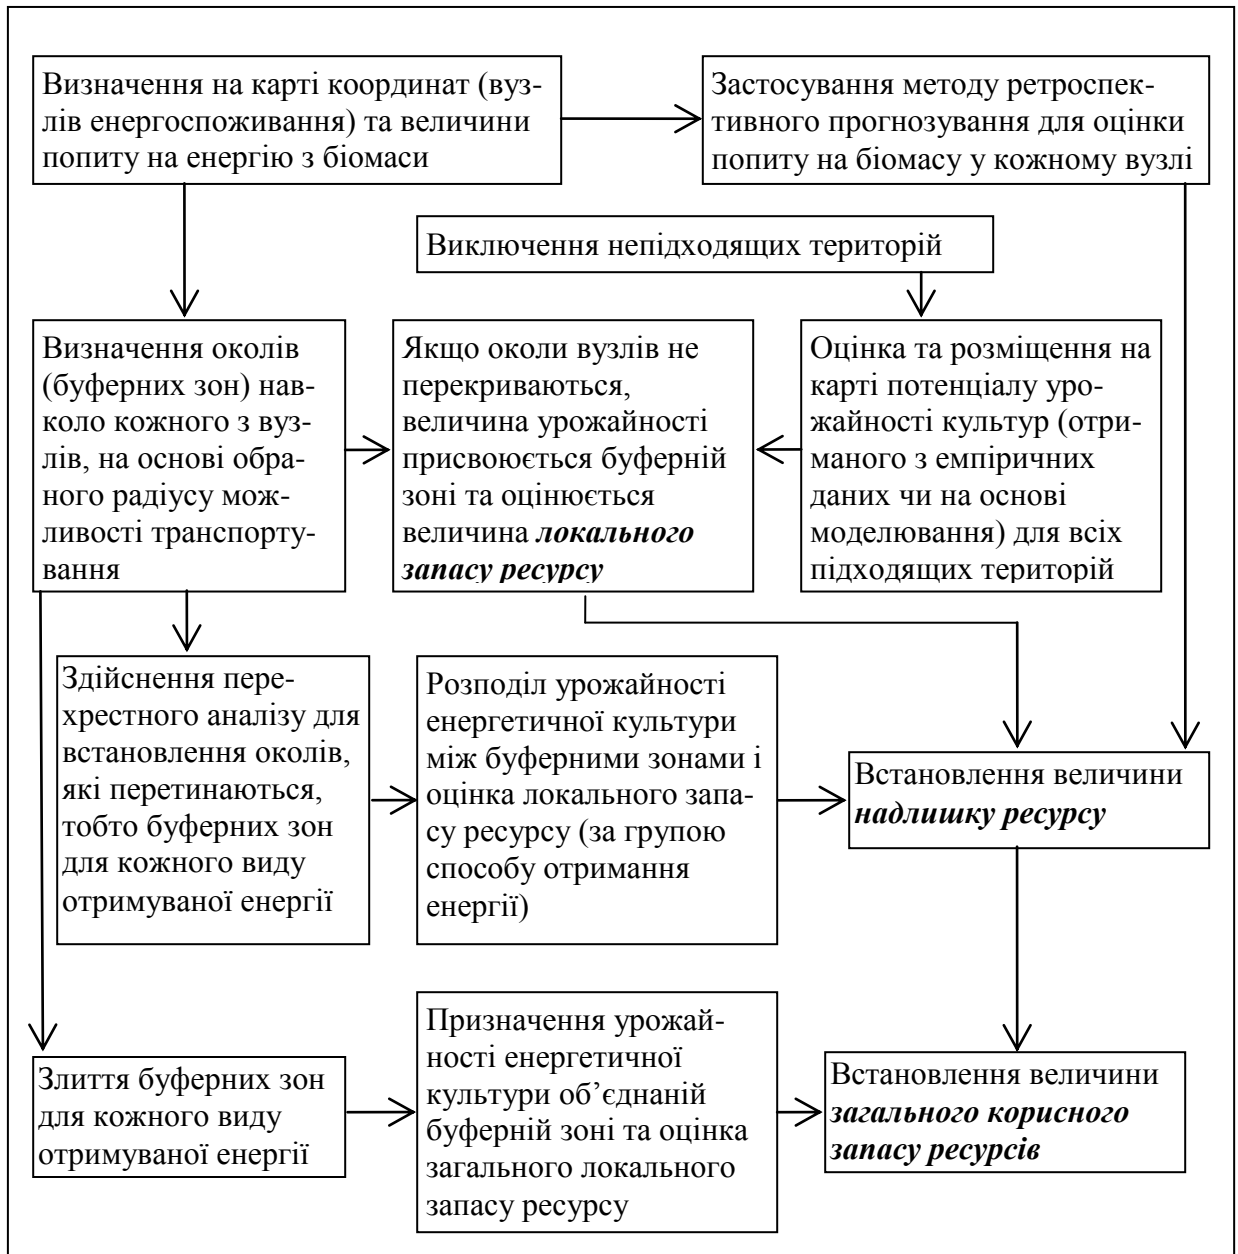 Визначення на карті координат (вуз-
лів енергоспоживання) та величини
попиту на енергію з біомаси
Застосування методу ретроспек-
тивного прогнозування для оцінки
попиту на біомасу у кожному вузлі
Виключення непідходящих територій
Визначення околів
(буферних зон) нав-
коло кожного з вуз-
лів, на основі обра-
ного радіусу мож-
ливості транспорту-
вання
Якщо околи вузлів не
перекриваються,
величина урожайності
присвоюється буферній
зоні та оцінюється
величина локального
запасу ресурсу
Оцінка та розміщення на
карті потенціалу уро-
жайності культур (отри-
маного з емпіричних
даних чи на основі
моделювання) для всіх
підходящих територій
Здійснення пере-
хрестного аналізу для
встановлення околів,
які перетинаються,
тобто буферних зон
для кожного виду
отримуваної енергії
Розподіл урожайності
енергетичної культури
між буферними зонами і
оцінка локального запа-
су ресурсу (за групою
способу отримання
енергії)
Встановлення величини
надлишку ресурсу
Злиття буферних зон
для кожного виду
отримуваної енергії
Призначення урожай-
ності енергетичної
культури об’єднаній
буферній зоні та оцінка
загального локального
запасу ресурсу
Встановлення величини
загального корисного
запасу ресурсів